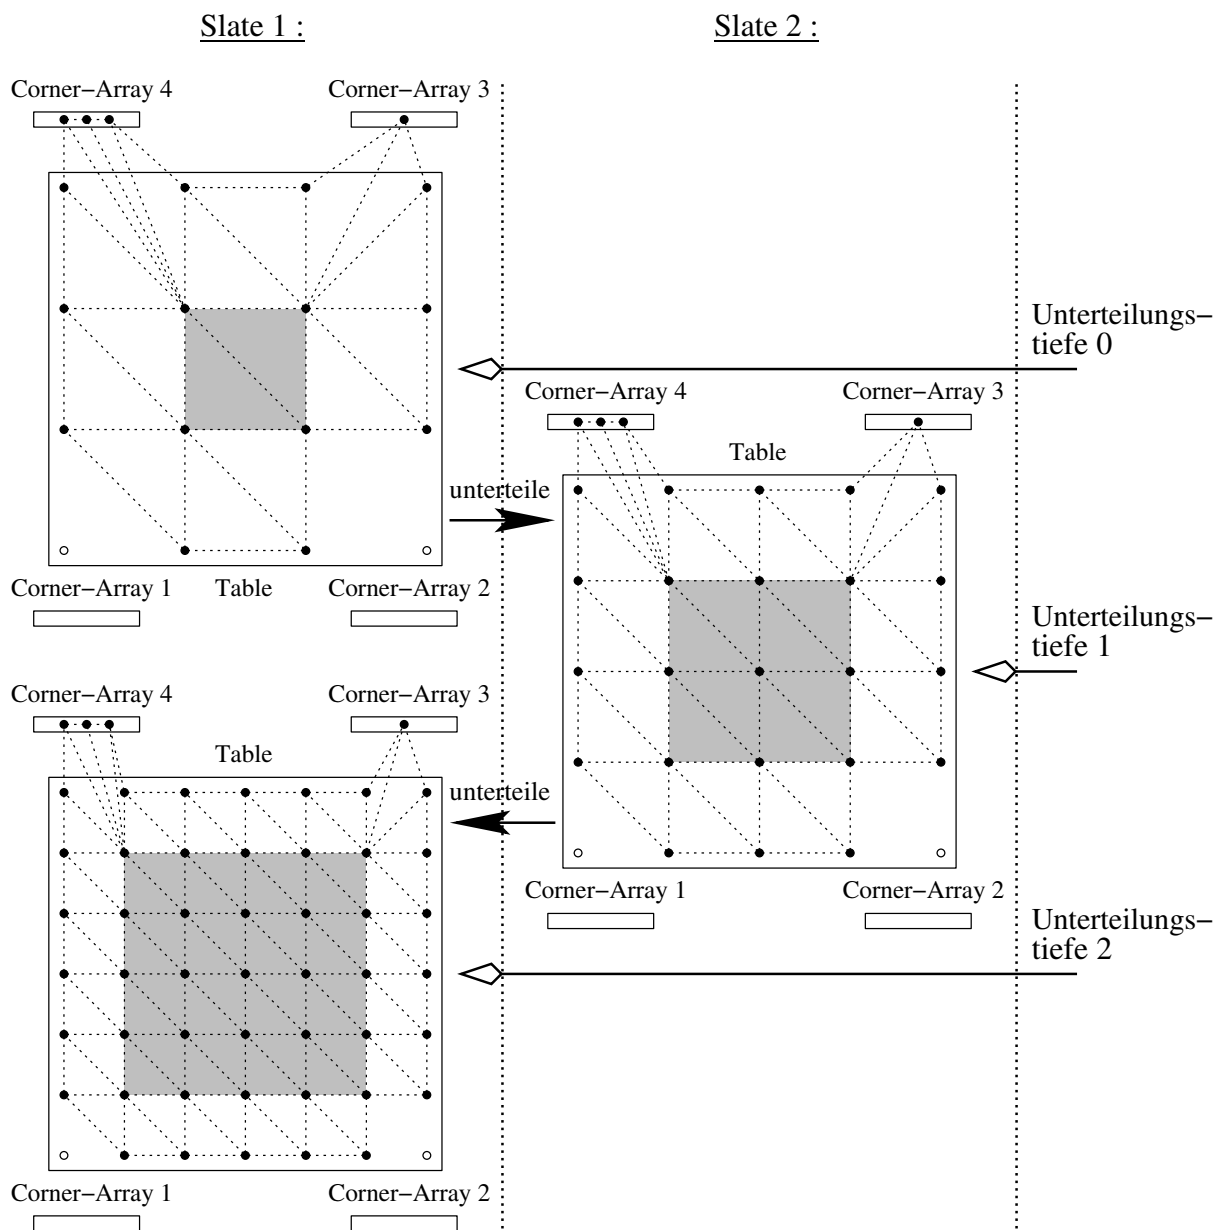 Slate 1 :
Slate 2 :
Corner−Array 4
Corner−Array 3
Unterteilungs−
tiefe 0
Corner−Array 4
Corner−Array 3
Table
unterteile
Corner−Array 1
Table
Corner−Array 2
Unterteilungs−
tiefe 1
Corner−Array 4
Corner−Array 3
Table
unterteile
Corner−Array 1
Corner−Array 2
Unterteilungs−
tiefe 2
Corner−Array 1
Corner−Array 2